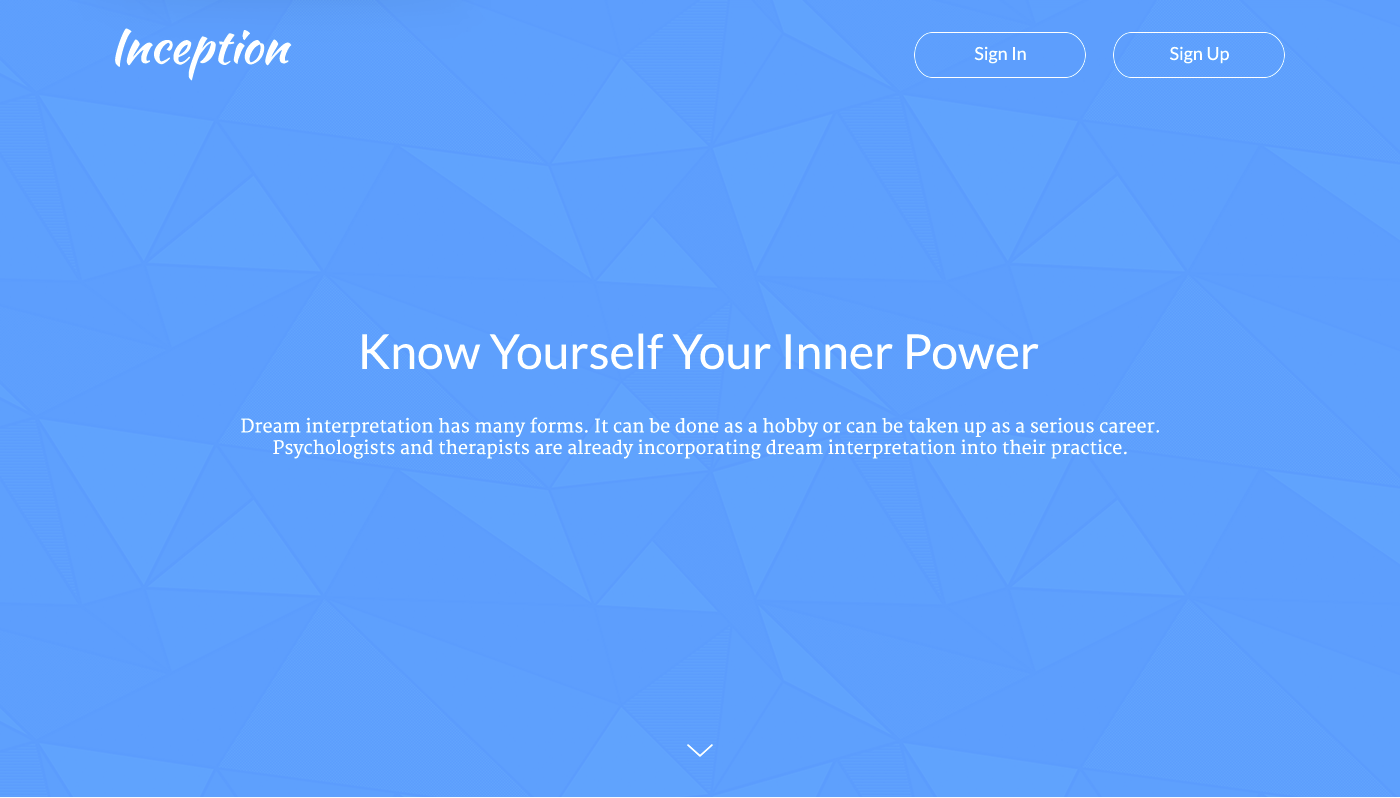 Inception
Sign In
Sign Up
Know Yourself Your Inner Power
Dream interpretation has many forms. It can be done as a hobby or can be taken up as a serious career.
Psychologists and therapists are already incorporating dream interpretation into their practice.